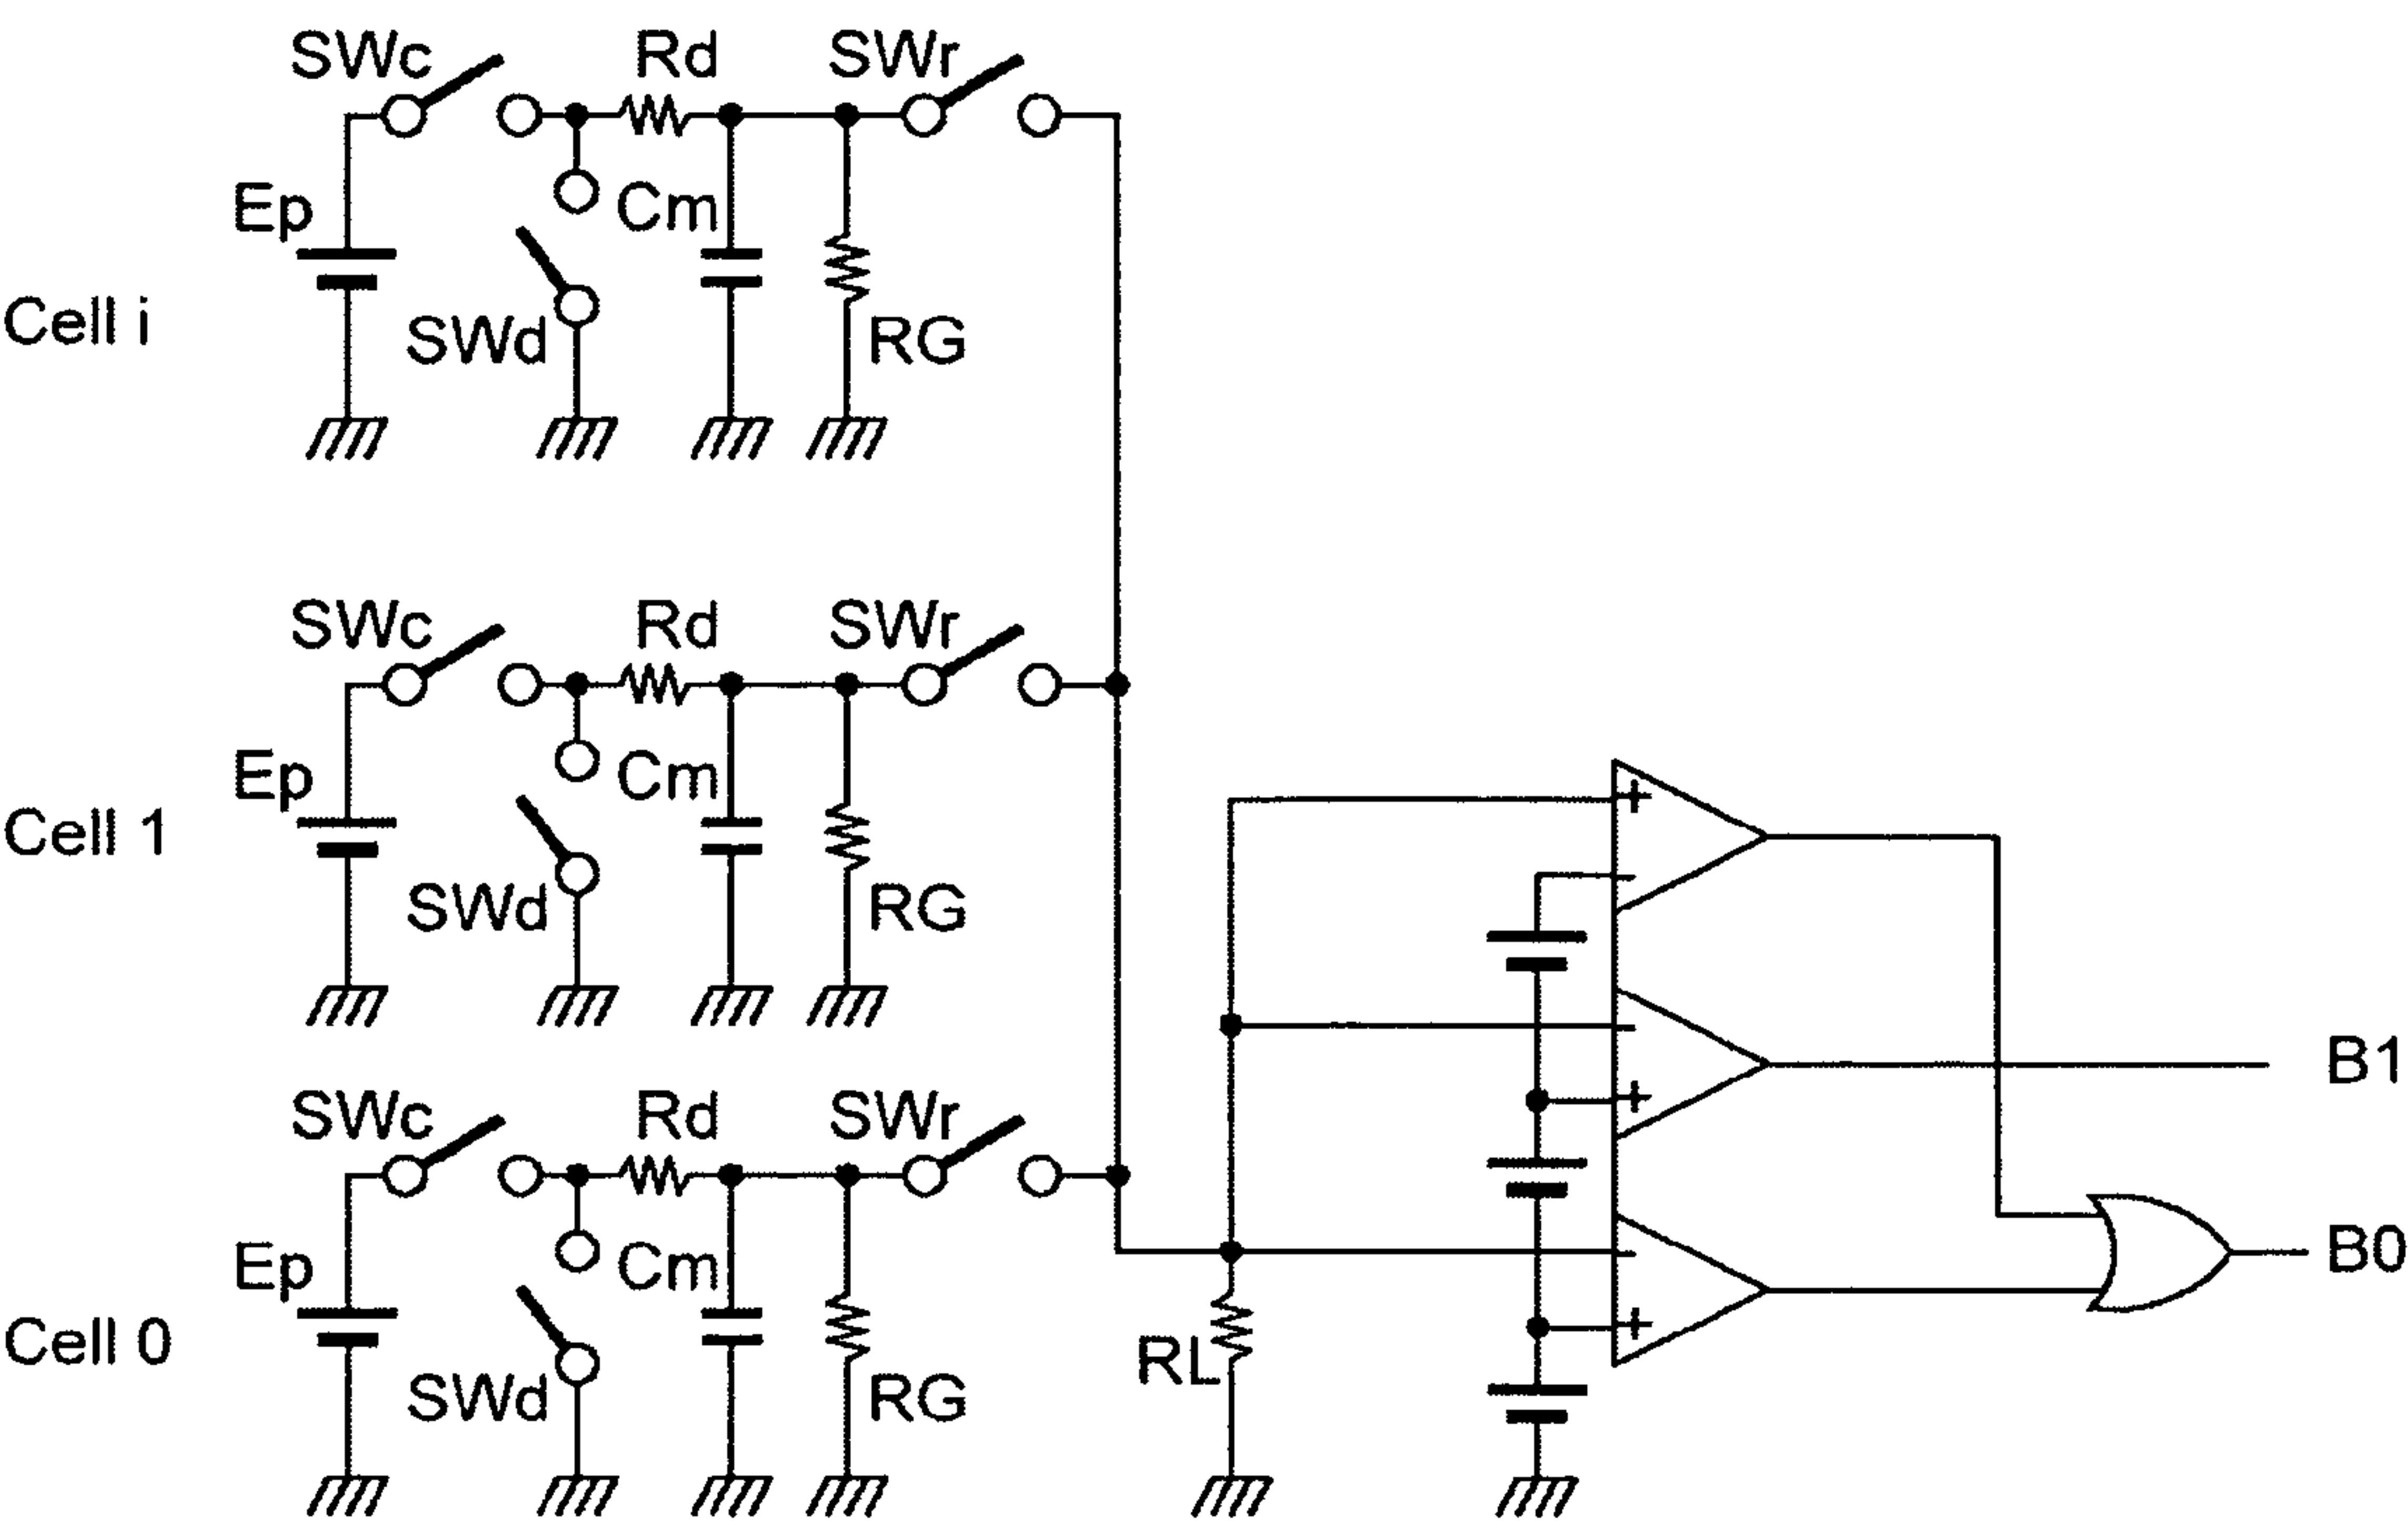 SWc Rd SWr
Ep Cm
Cell i
SWd RG
SWc Rd SWr
Ep Cm
+
Cell 1
-
SWd RG
-
B1
+
SWc Rd SWr
Ep Cm
-
B0
Cell 0
+
RL
SWd RG